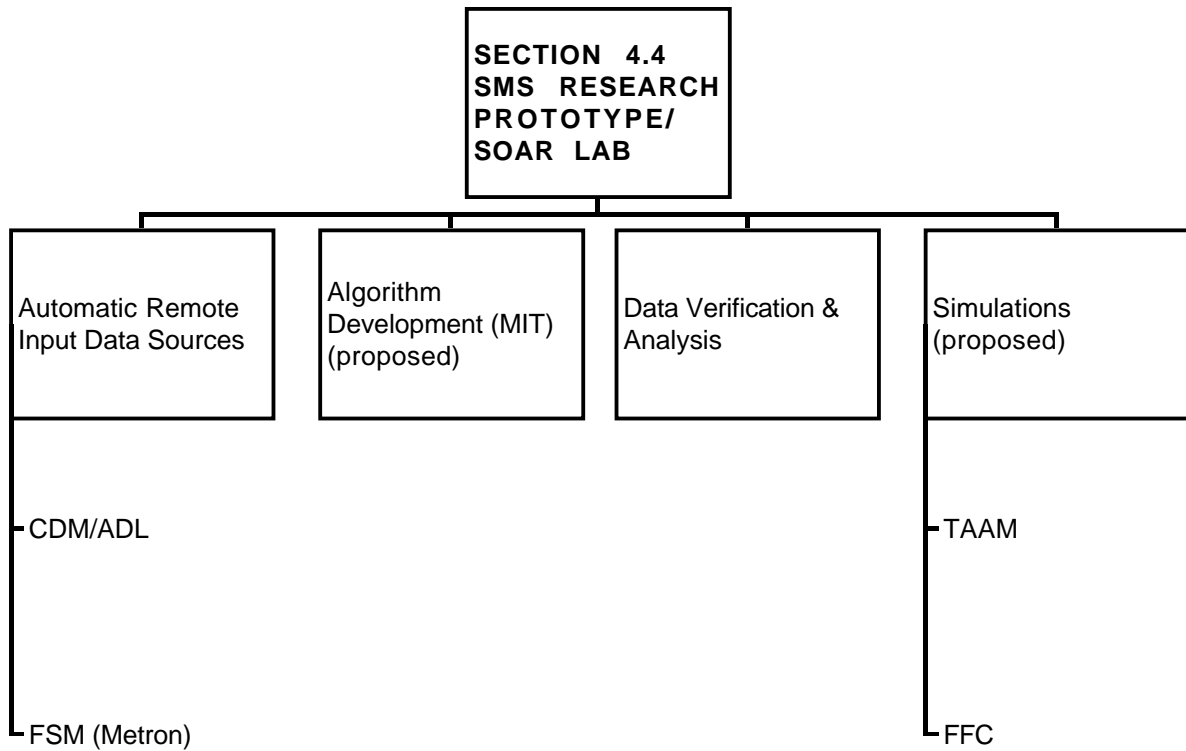 SECTION 4.4
SMS RESEARCH
PROTOTYPE/
SOAR LAB
Automatic Remote
Input Data Sources
Algorithm
Development (MIT)
(proposed)
Data Verification &
Analysis
Simulations
(proposed)
CDM/ADL
TAAM
FSM (Metron)
FFC